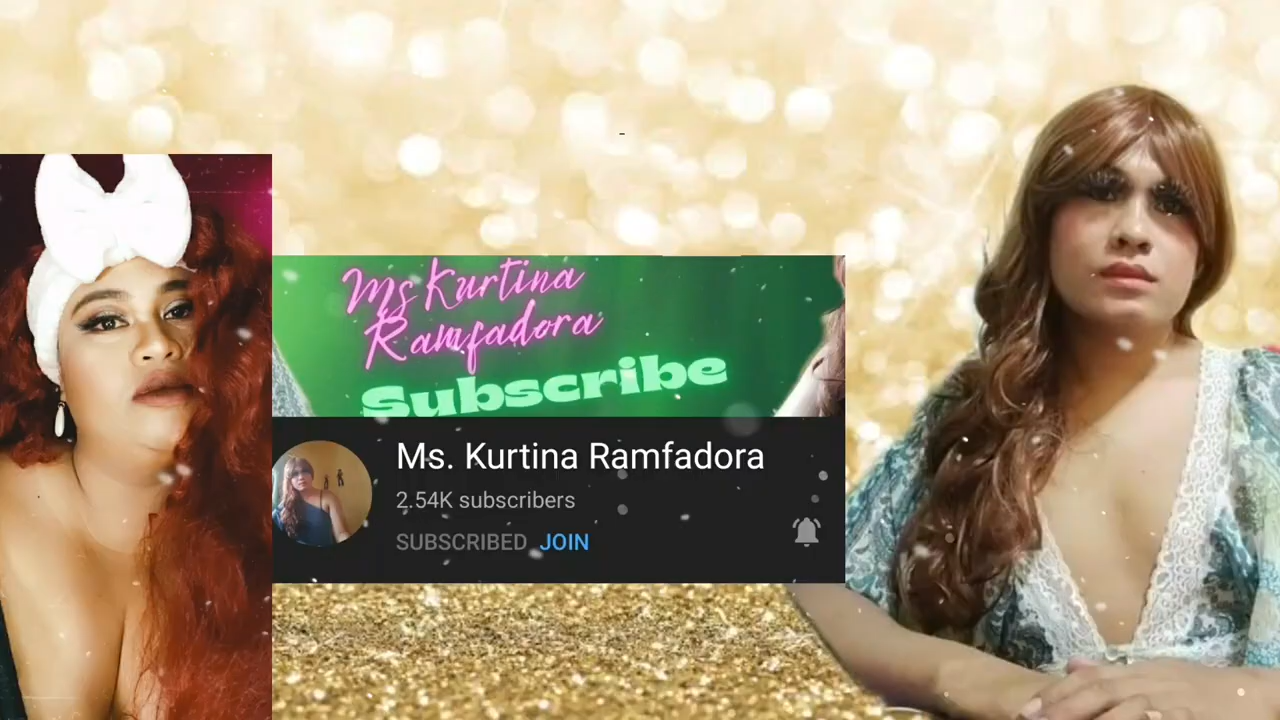 -
Ms Kurtina
Ramfadora
Subscribe
Ms. Kurtina Ramfadora
2.54K subscribers
SUBSCRIBED JOIN